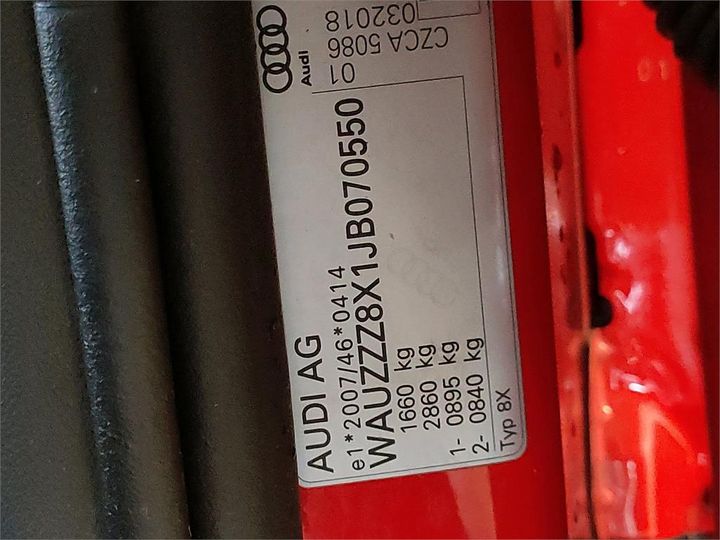 AUDI AG
e1*2007/46*0414
WAUZZZ8X1JB070550
1660 kg
2860 kg
1- 0895 kg
2- 0840 kg
Typ 8X
01
Audi
CZCA 5086
032018
01